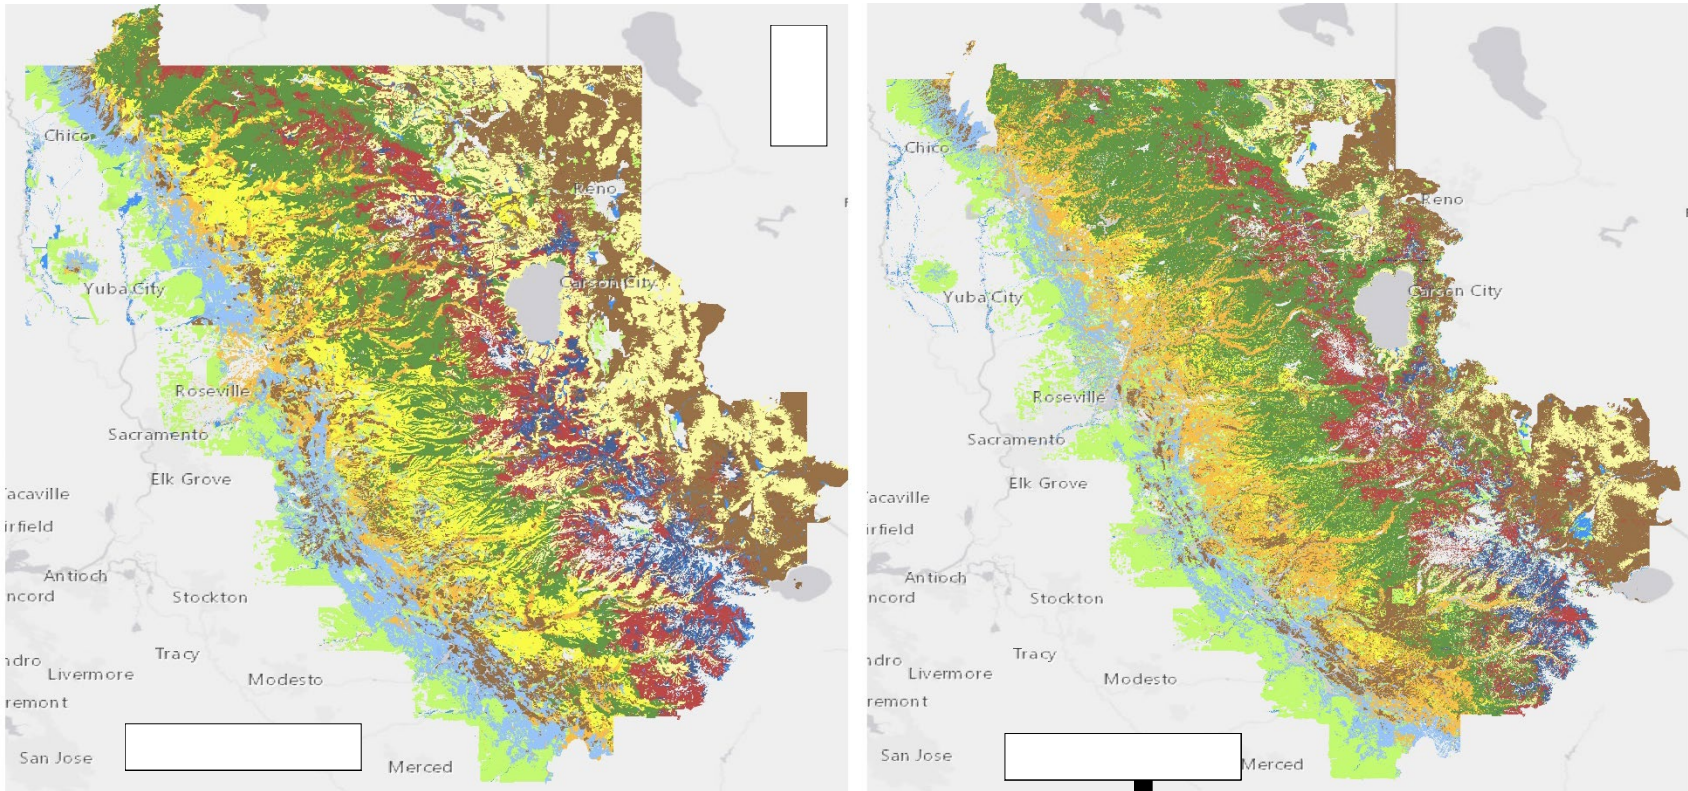 Chico
Reno
Yuba City
Carson City
Roseville
Sacramento
Elk Grove
Vacaville
irfield
Antioch
ncord
Stockton
Tracy
ndro
Livermore
Modesto
remont
San Jose
Merced
Chico
Reno
Yuba City
Carson City
Roseville
Sacramento
Elk Grove
Vacaville
irfield
Antioch
ncord
Stockton
Tracy
ndro
Livermore
Modesto
remont
San Jose
Merced